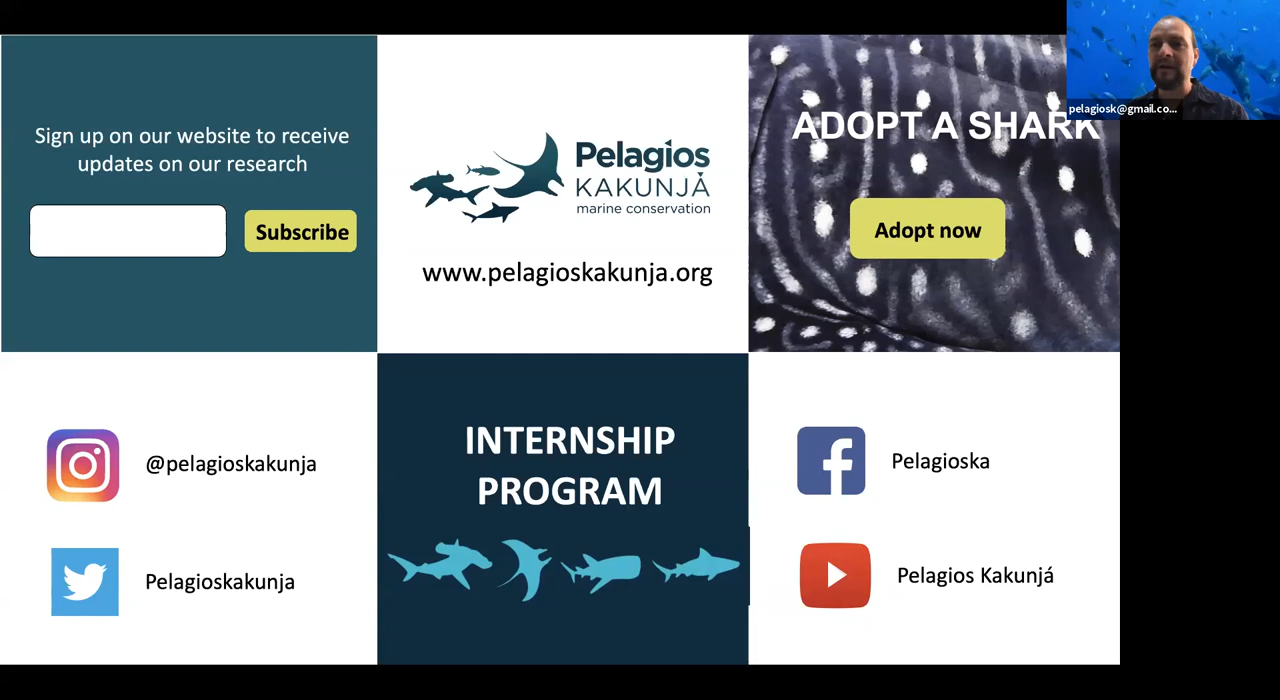 Sign up on our website to receive
updates on our research
Subscribe
Pelagios
KAKUNJÁ
marine conservation
www.pelagioskakunja.org
ADOPT A SHARK
Adopt now
pelagiosk@gmail.co...
@pelagioskakunja
Pelagioskakunja
INTERNSHIP
PROGRAM
Pelagioska
Pelagios Kakunjá